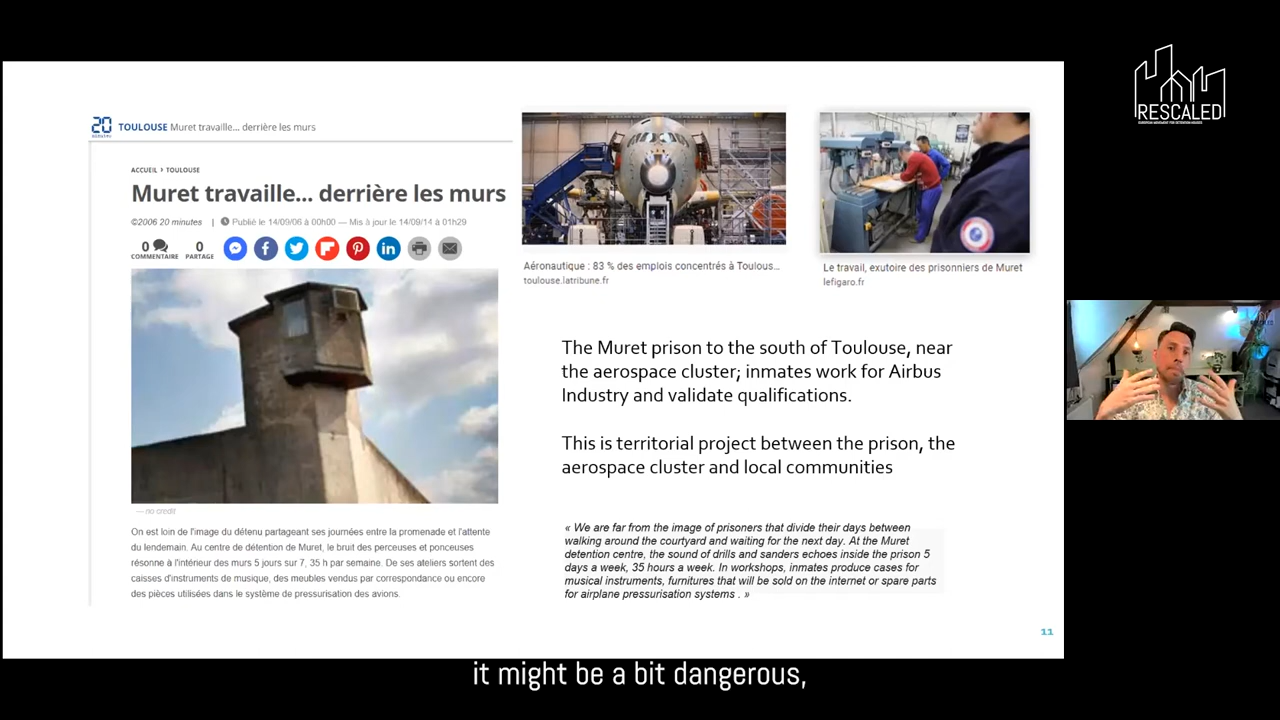 20
minutes
TOULOUSE Muret travaille... derrière les murs
ACCUEIL › TOULOUSE
Muret travaille... derrière les murs
©2006 20 minutes | Publié le 14/09/06 à 00h00 — Mis à jour le 14/09/14 à 01h29
0
COMMENTAIRE
0
PARTAGE
— no credit
On est loin de l'image du détenu partageant ses journées entre la promenade et l'attente
du lendemain. Au centre de détention de Muret, le bruit des perceuses et ponceuses
résonne à l'intérieur des murs 5 jours sur 7, 35 h par semaine. De ses ateliers sortent des
caisses d'instruments de musique, des meubles vendus par correspondance ou encore
des pièces utilisées dans le système de pressurisation des avions.
Aéronautique : 83 % des emplois concentrés à Toulous...
toulouse.latribune.fr
Le travail, exutoire des prisonniers de Muret
lefigaro.fr
The Muret prison to the south of Toulouse, near
the aerospace cluster; inmates work for Airbus
Industry and validate qualifications.
This is territorial project between the prison, the
aerospace cluster and local communities
« We are far from the image of prisoners that divide their days between
walking around the courtyard and waiting for the next day. At the Muret
detention centre, the sound of drills and sanders echoes inside the prison 5
days a week, 35 hours a week. In workshops, inmates produce cases for
musical instruments, furnitures that will be sold on the internet or spare parts
for airplane pressurisation systems . »
11
RESCALED
EUROPEAN MOVEMENT FOR DETENTION HOUSES
it might be a bit dangerous,